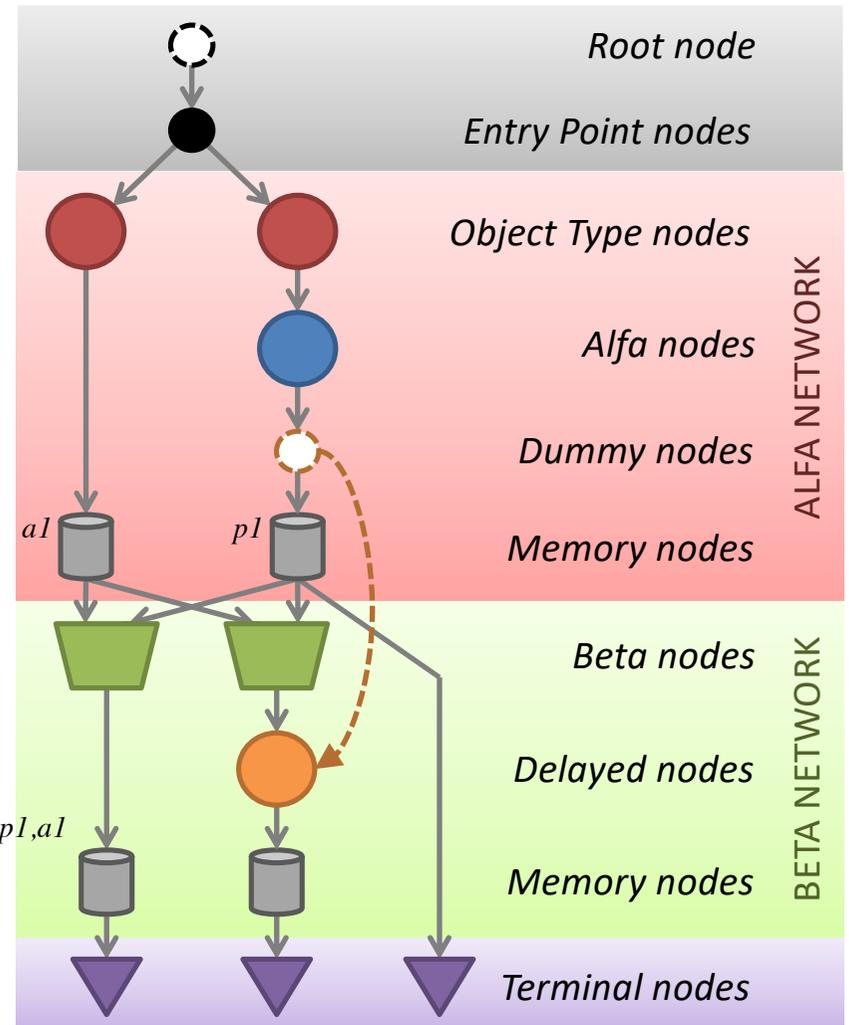 Root node
Entry Point nodes
Object Type nodes
Alfa nodes
Dummy nodes
a1
p1
Memory nodes
ALFA NETWORK
Beta nodes
Delayed nodes
p1,a1
Memory nodes
BETA NETWORK
Terminal nodes